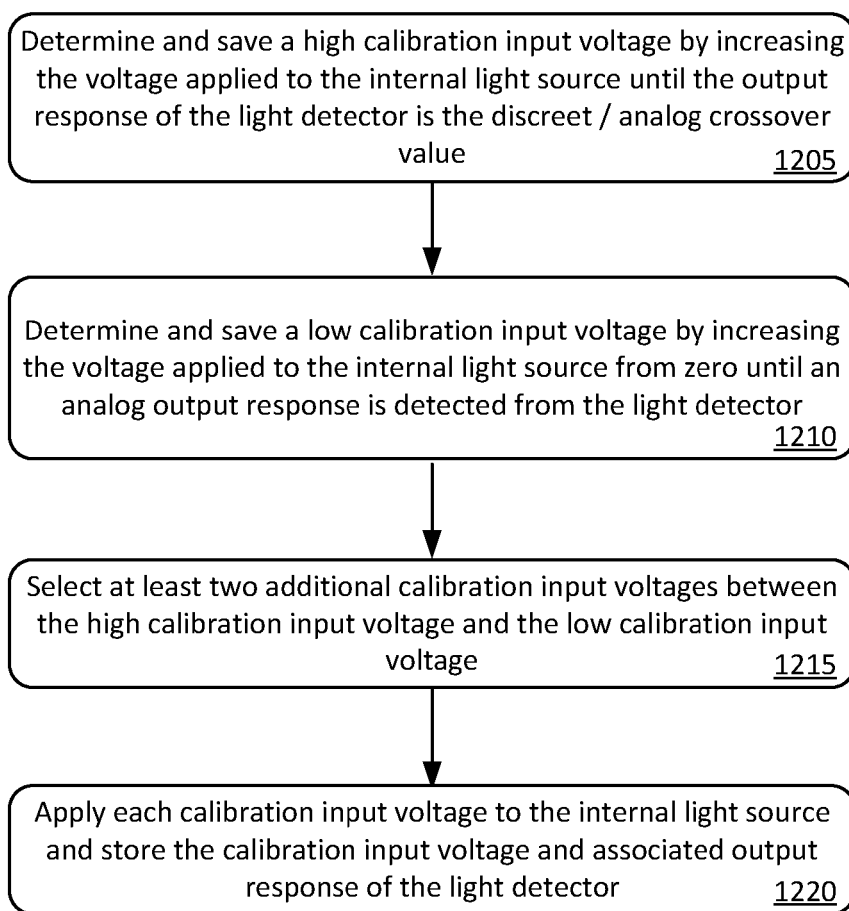 Determine and save a high calibration input voltage by increasing
the voltage applied to the internal light source until the output
response of the light detector is the discreet / analog crossover
value
1205
Determine and save a low calibration input voltage by increasing
the voltage applied to the internal light source from zero until an
analog output response is detected from the light detector
1210
Select at least two additional calibration input voltages between
the high calibration input voltage and the low calibration input
voltage
1215
Apply each calibration input voltage to the internal light source
and store the calibration input voltage and associated output
response of the light detector
1220